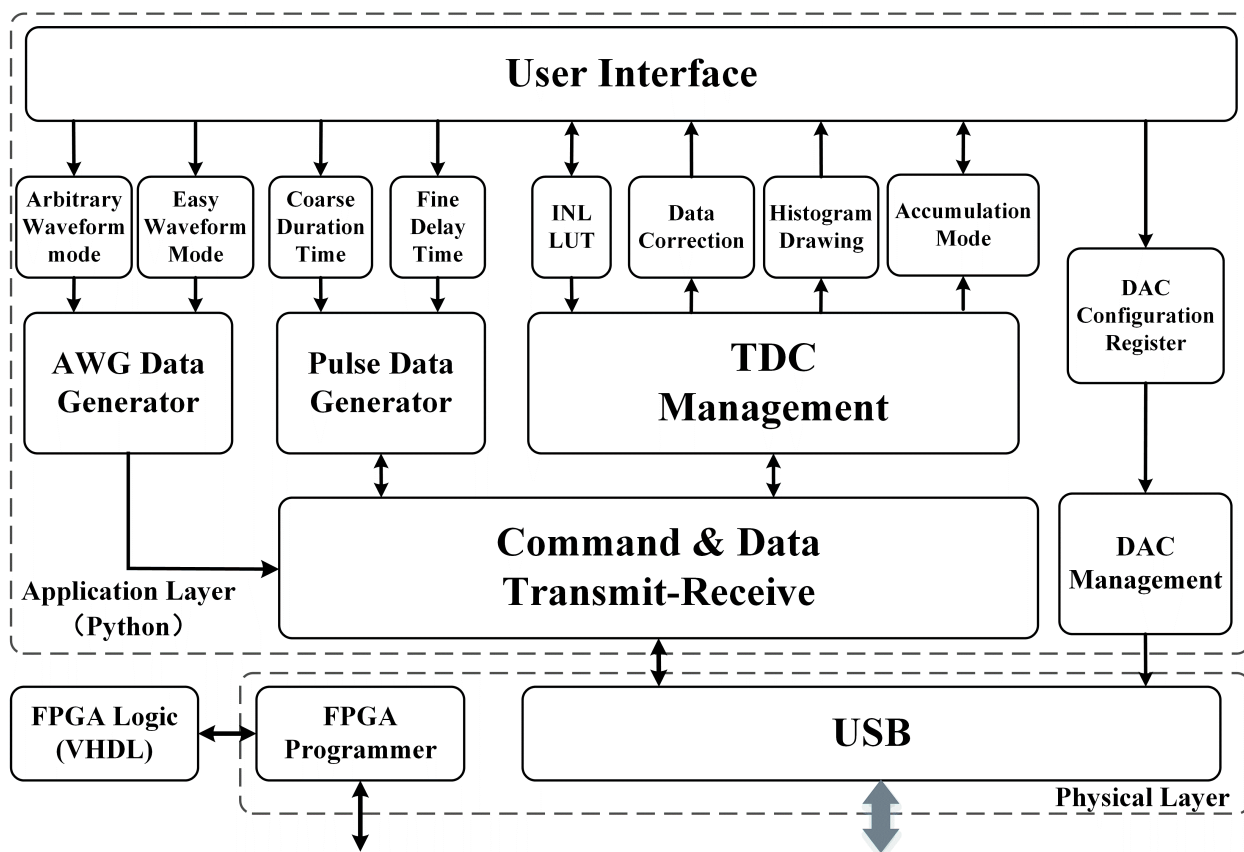 User Interface
Arbitrary
Waveform
mode
Easy
Waveform
Mode
Coarse
Duration
Time
Fine
Delay
Time
INL
LUT
Data
Correction
Histogram
Drawing
Accumulation
Mode
DAC
Configuration
Register
AWG Data
Generator
Pulse Data
Generator
TDC
Management
Command & Data
Transmit-Receive
DAC
Management
Application Layer
（Python）
FPGA Logic
(VHDL)
FPGA
Programmer
USB
Physical Layer